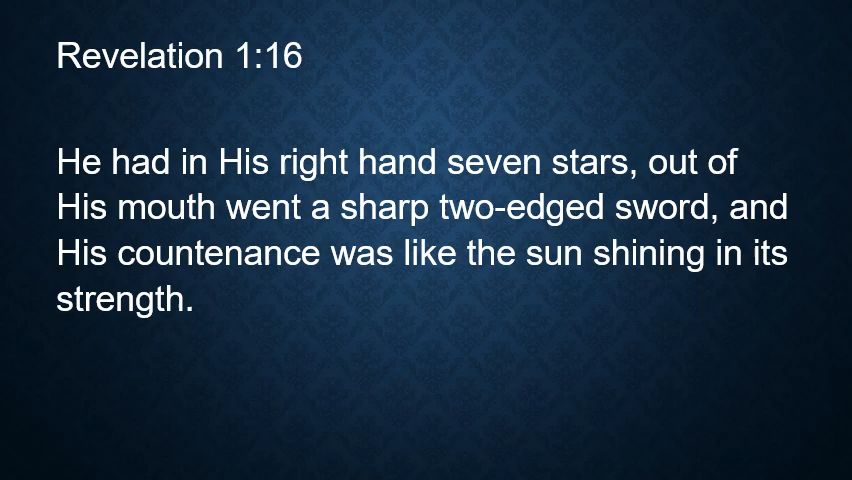 Revelation 1:16
He had in His right hand seven stars, out of
His mouth went a sharp two-edged sword, and
His countenance was like the sun shining in its
strength.